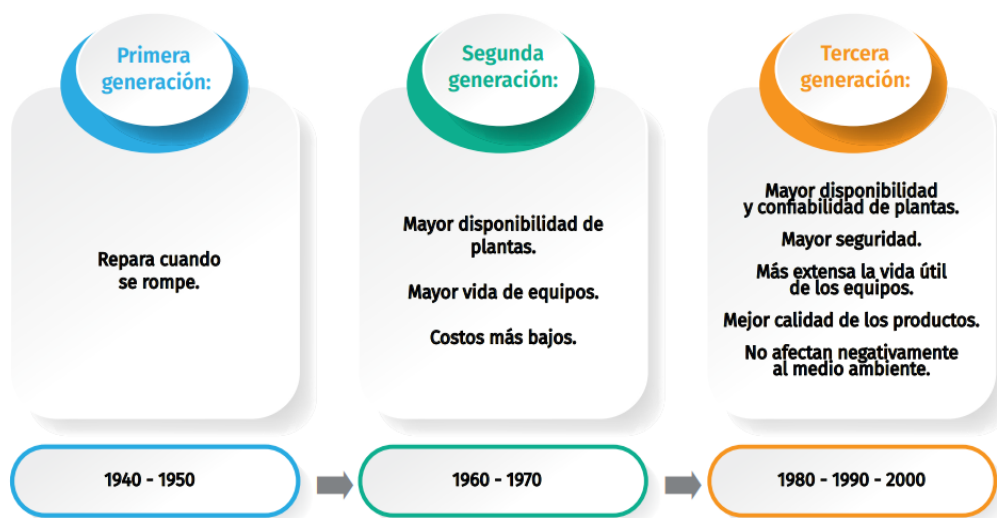 Primera
generación:
Repara cuando
se rompe.
1940 - 1950
Segunda
generación:
Mayor disponibilidad de
plantas.
Mayor vida de equipos.
Costos más bajos.
1960 - 1970
Tercera
generación:
Mayor disponibilidad
y confiabilidad de plantas.
Mayor seguridad.
Más extensa la vida útil
de los equipos.
Mejor calidad de los productos.
No afectan negativamente
al medio ambiente.
1980 - 1990 - 2000